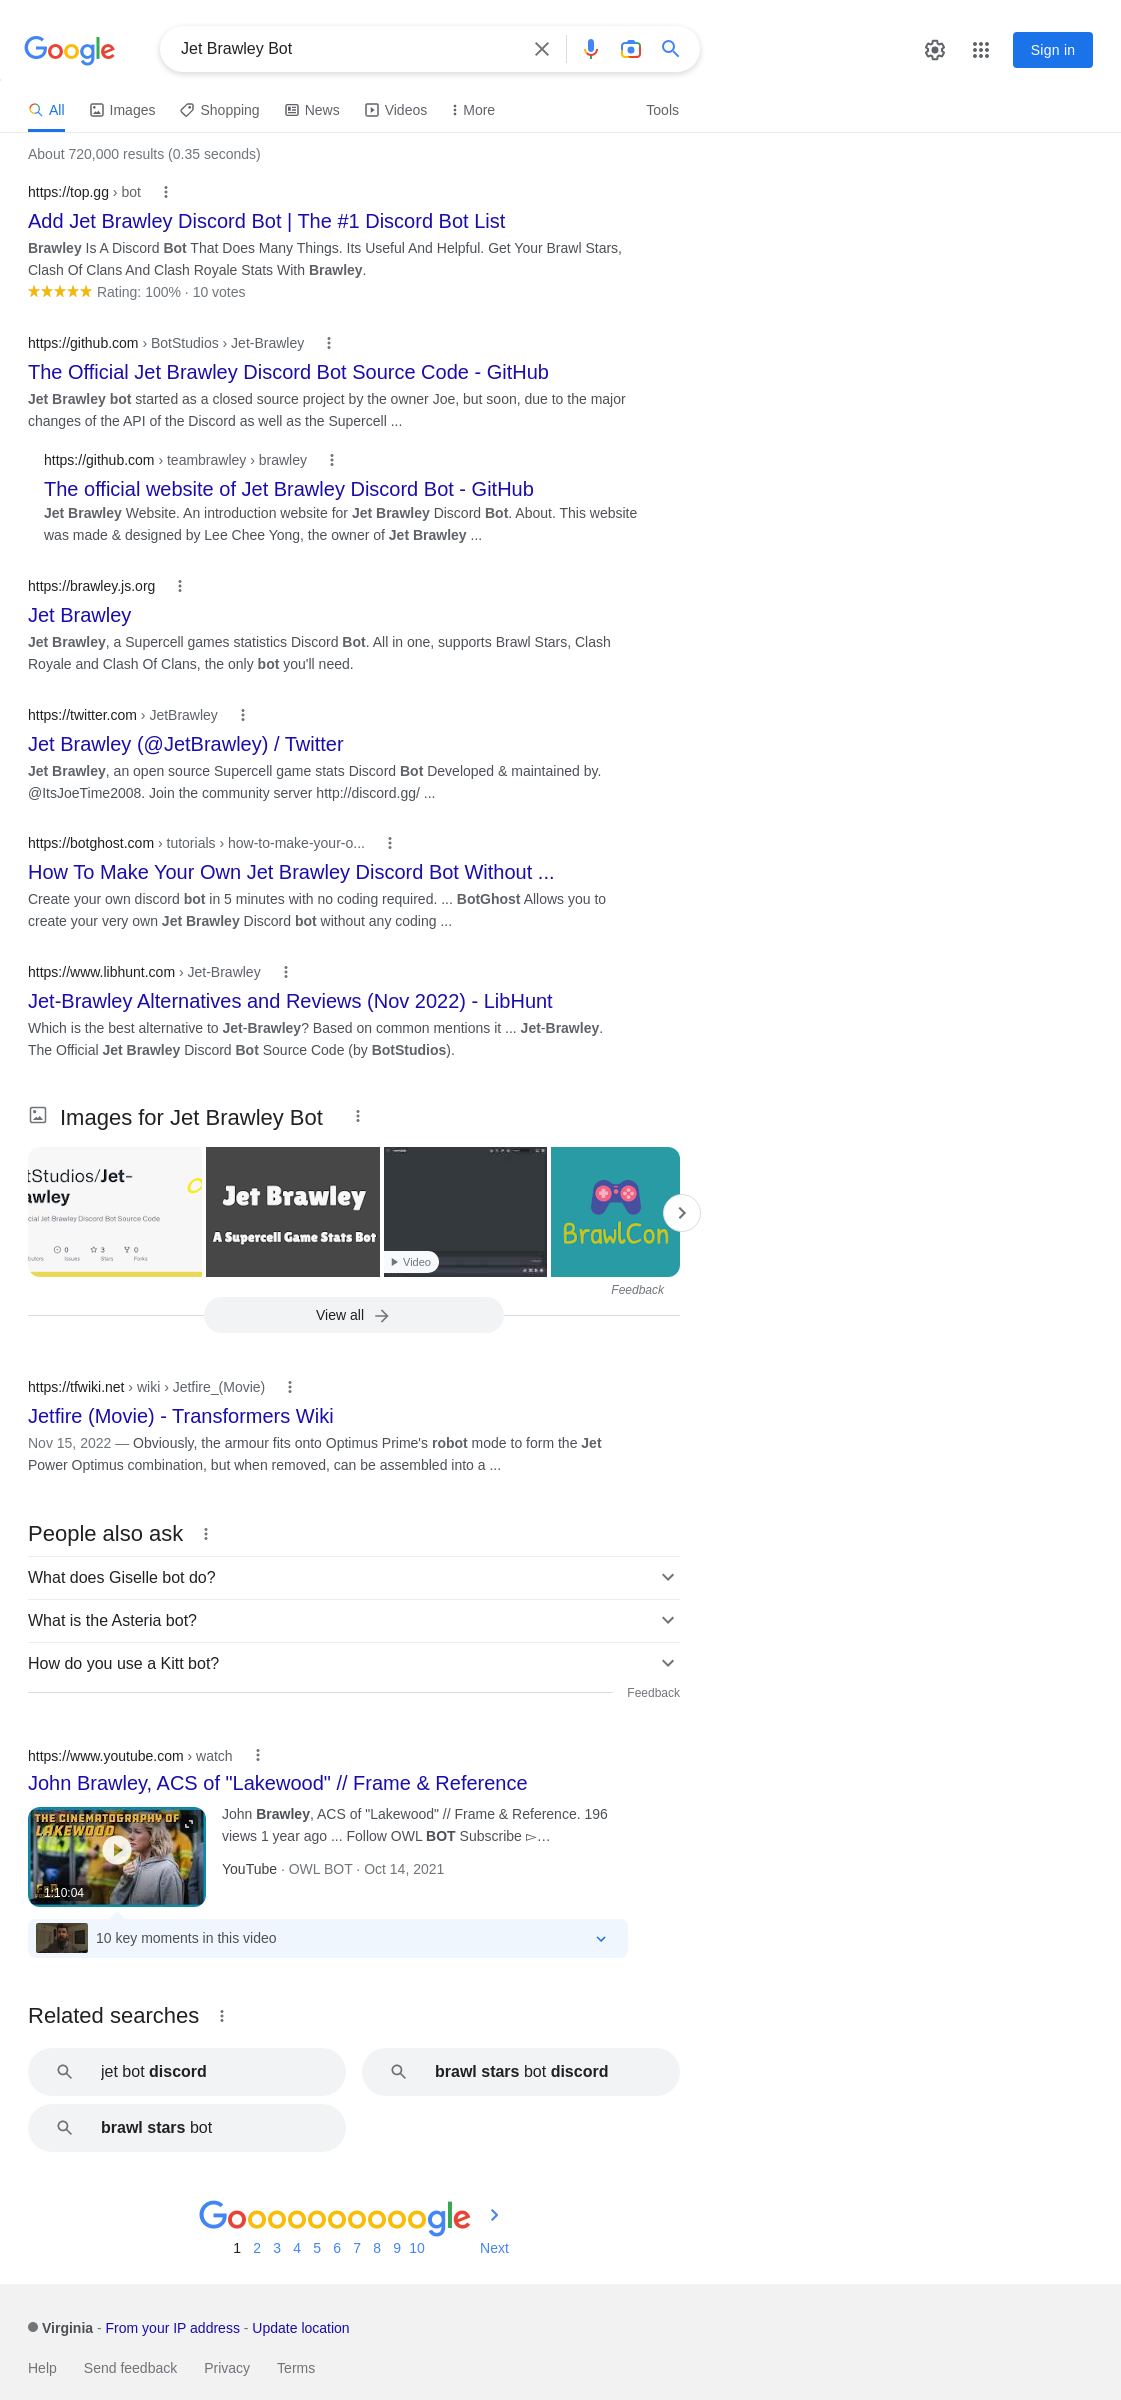 Google
Jet Brawley Bot
Sign in
All
Images
Shopping
News
Videos
More
Tools
About 720,000 results (0.35 seconds)
https://top.gg › bot
Add Jet Brawley Discord Bot | The #1 Discord Bot List
Brawley Is A Discord Bot That Does Many Things. Its Useful And Helpful. Get Your Brawl Stars,
Clash Of Clans And Clash Royale Stats With Brawley.
Rating: 100% · 10 votes
https://github.com › BotStudios › Jet-Brawley
The Official Jet Brawley Discord Bot Source Code - GitHub
Jet Brawley bot started as a closed source project by the owner Joe, but soon, due to the major
changes of the API of the Discord as well as the Supercell ...
https://github.com › teambrawley › brawley
The official website of Jet Brawley Discord Bot - GitHub
Jet Brawley Website. An introduction website for Jet Brawley Discord Bot. About. This website
was made & designed by Lee Chee Yong, the owner of Jet Brawley ...
https://brawley.js.org
Jet Brawley
Jet Brawley, a Supercell games statistics Discord Bot. All in one, supports Brawl Stars, Clash
Royale and Clash Of Clans, the only bot you'll need.
https://twitter.com › JetBrawley
Jet Brawley (@JetBrawley) / Twitter
Jet Brawley, an open source Supercell game stats Discord Bot Developed & maintained by.
@ItsJoeTime2008. Join the community server http://discord.gg/ ...
https://botghost.com › tutorials › how-to-make-your-o...
How To Make Your Own Jet Brawley Discord Bot Without ...
Create your own discord bot in 5 minutes with no coding required. ... BotGhost Allows you to
create your very own Jet Brawley Discord bot without any coding ...
https://www.libhunt.com › Jet-Brawley
Jet-Brawley Alternatives and Reviews (Nov 2022) - LibHunt
Which is the best alternative to Jet-Brawley? Based on common mentions it ... Jet-Brawley.
The Official Jet Brawley Discord Bot Source Code (by BotStudios).
Images for Jet Brawley Bot
tStudios/Jet-
awley
cial Jet Brawley Discord Bot Source Code
0
3
0
butors
Issues
Stars
Forks
Jet Brawley
A Supercell Game Stats Bot
Video
BrawlCon
Feedback
View all
https://tfwiki.net › wiki › Jetfire_(Movie)
Jetfire (Movie) - Transformers Wiki
Nov 15, 2022 — Obviously, the armour fits onto Optimus Prime's robot mode to form the Jet
Power Optimus combination, but when removed, can be assembled into a ...
People also ask
What does Giselle bot do?
What is the Asteria bot?
How do you use a Kitt bot?
Feedback
https://www.youtube.com › watch
John Brawley, ACS of "Lakewood" // Frame & Reference
THE CINEMATOGRAPHY OF
LAKEWOOD
1:10:04
John Brawley, ACS of "Lakewood" // Frame & Reference. 196
views 1 year ago ... Follow OWL BOT Subscribe ▻…
YouTube · OWL BOT · Oct 14, 2021
10 key moments in this video
Related searches
jet bot discord
brawl stars bot discord
brawl stars bot
Goooooooooogle
1 2 3 4 5 6 7 8 9 10 Next
Virginia - From your IP address - Update location
Help Send feedback Privacy Terms